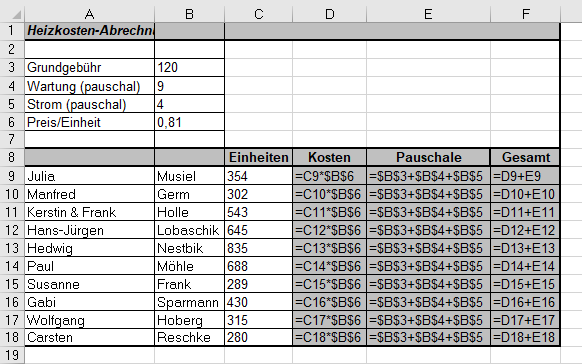 A B C D E F
1 Heizkosten-Abrechn
2
3 Grundgebühr 120
4 Wartung (pauschal) 9
5 Strom (pauschal) 4
6 Preis/Einheit 0,81
7
8 Einheiten Kosten Pauschale Gesamt
9 Julia Musiel 354 =C9*$B$6 =$B$3+$B$4+$B$5 =D9+E9
10 Manfred Germ 302 =C10*$B$6 =$B$3+$B$4+$B$5 =D10+E10
11 Kerstin & Frank Holle 543 =C11*$B$6 =$B$3+$B$4+$B$5 =D11+E11
12 Hans-Jürgen Lobaschik 645 =C12*$B$6 =$B$3+$B$4+$B$5 =D12+E12
13 Hedwig Nestbik 835 =C13*$B$6 =$B$3+$B$4+$B$5 =D13+E13
14 Paul Möhle 688 =C14*$B$6 =$B$3+$B$4+$B$5 =D14+E14
15 Susanne Frank 289 =C15*$B$6 =$B$3+$B$4+$B$5 =D15+E15
16 Gabi Sparmann 430 =C16*$B$6 =$B$3+$B$4+$B$5 =D16+E16
17 Wolfgang Hoberg 315 =C17*$B$6 =$B$3+$B$4+$B$5 =D17+E17
18 Carsten Reschke 280 =C18*$B$6 =$B$3+$B$4+$B$5 =D18+E18
19